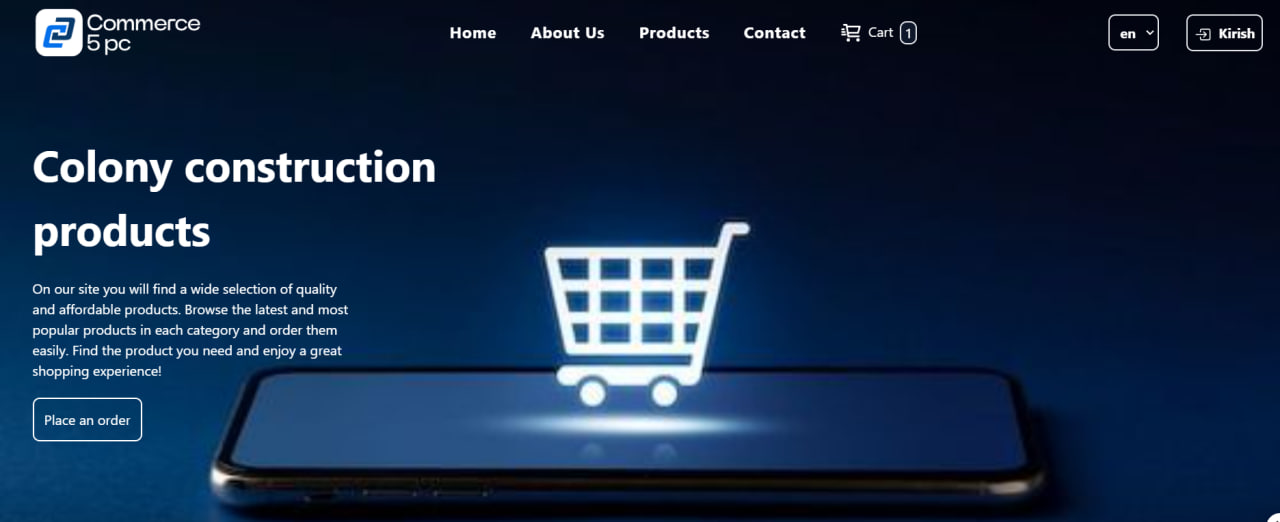 Commerce
5 pc
Home About Us Products Contact Cart 1
en Kirish
Colony construction
products
On our site you will find a wide selection of quality
and affordable products. Browse the latest and most
popular products in each category and order them
easily. Find the product you need and enjoy a great
shopping experience!
Place an order